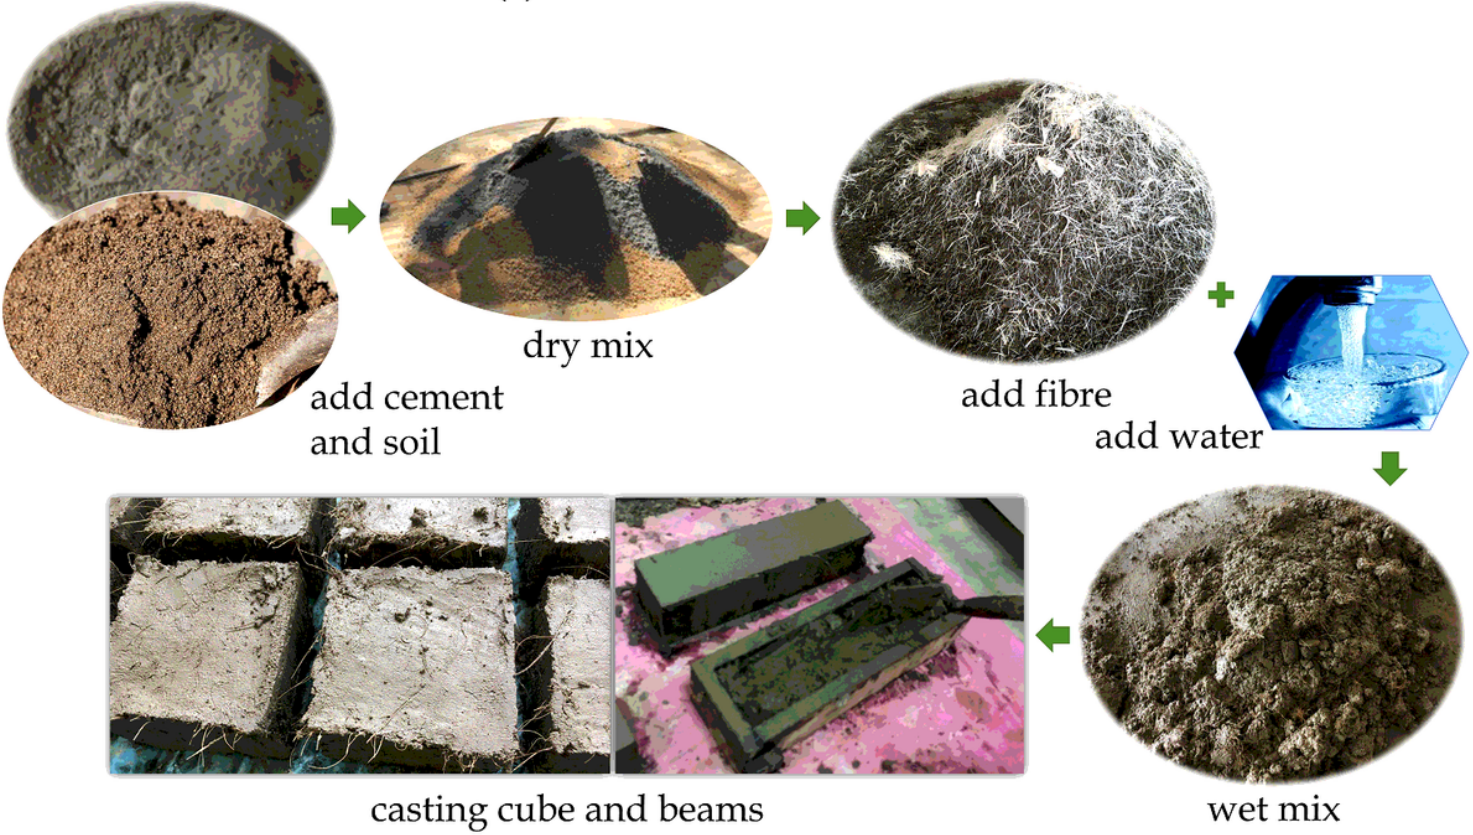 dry mix
add cement
and soil
add fibre
add water
wet mix
casting cube and beams